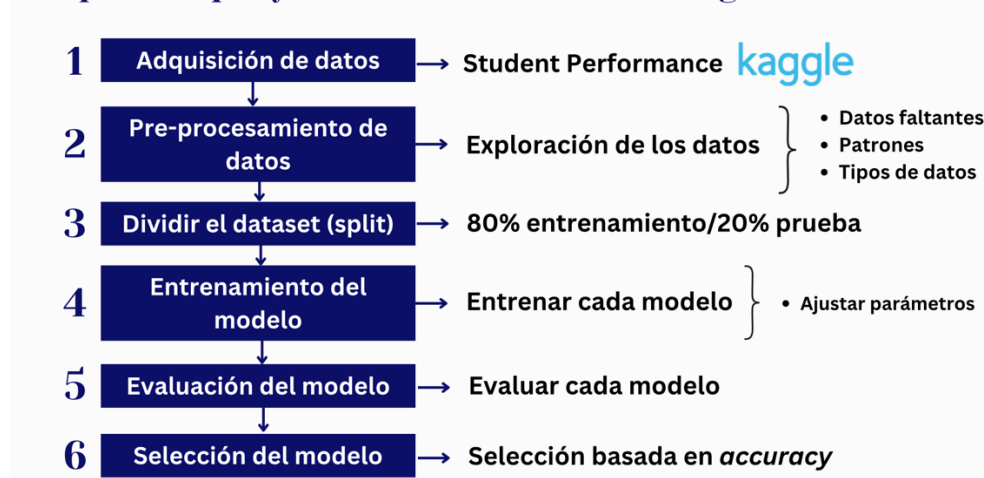 1 Adquisición de datos → Student Performance kaggle
2 Pre-procesamiento de
datos → Exploración de los datos
• Datos faltantes
• Patrones
• Tipos de datos
3 Dividir el dataset (split) → 80% entrenamiento/20% prueba
4 Entrenamiento del
modelo → Entrenar cada modelo
• Ajustar parámetros
5 Evaluación del modelo → Evaluar cada modelo
6 Selección del modelo → Selección basada en accuracy